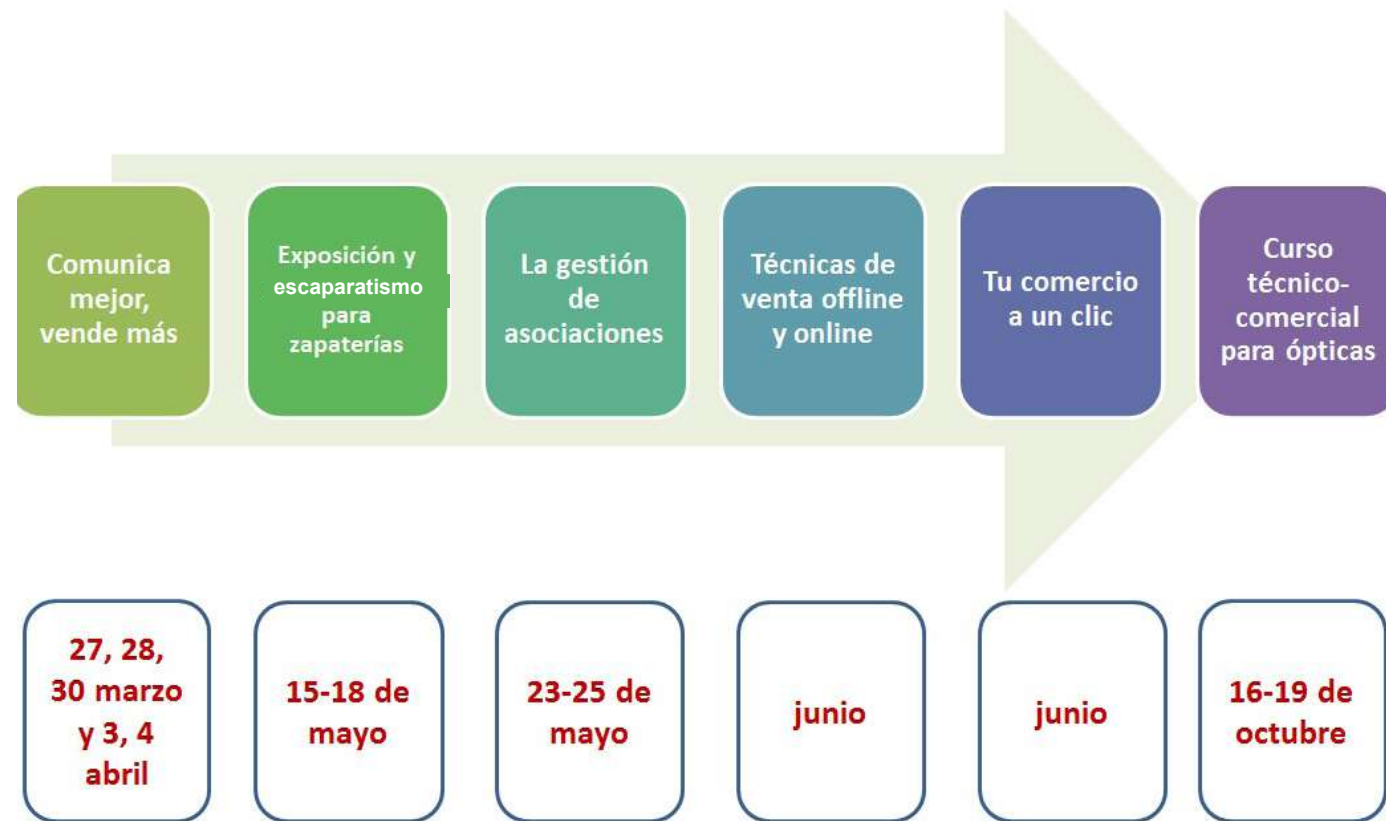 Comunica
mejor,
vende más
Exposición y
escaparatismo
para
zapaterías
La gestión
de
asociaciones
Técnicas de
venta offline
y online
Tu comercio
a un clic
Curso
técnico-
comercial
para ópticas
27, 28,
30 marzo
y 3, 4
abril
15-18 de
mayo
23-25 de
mayo
junio
junio
16-19 de
octubre